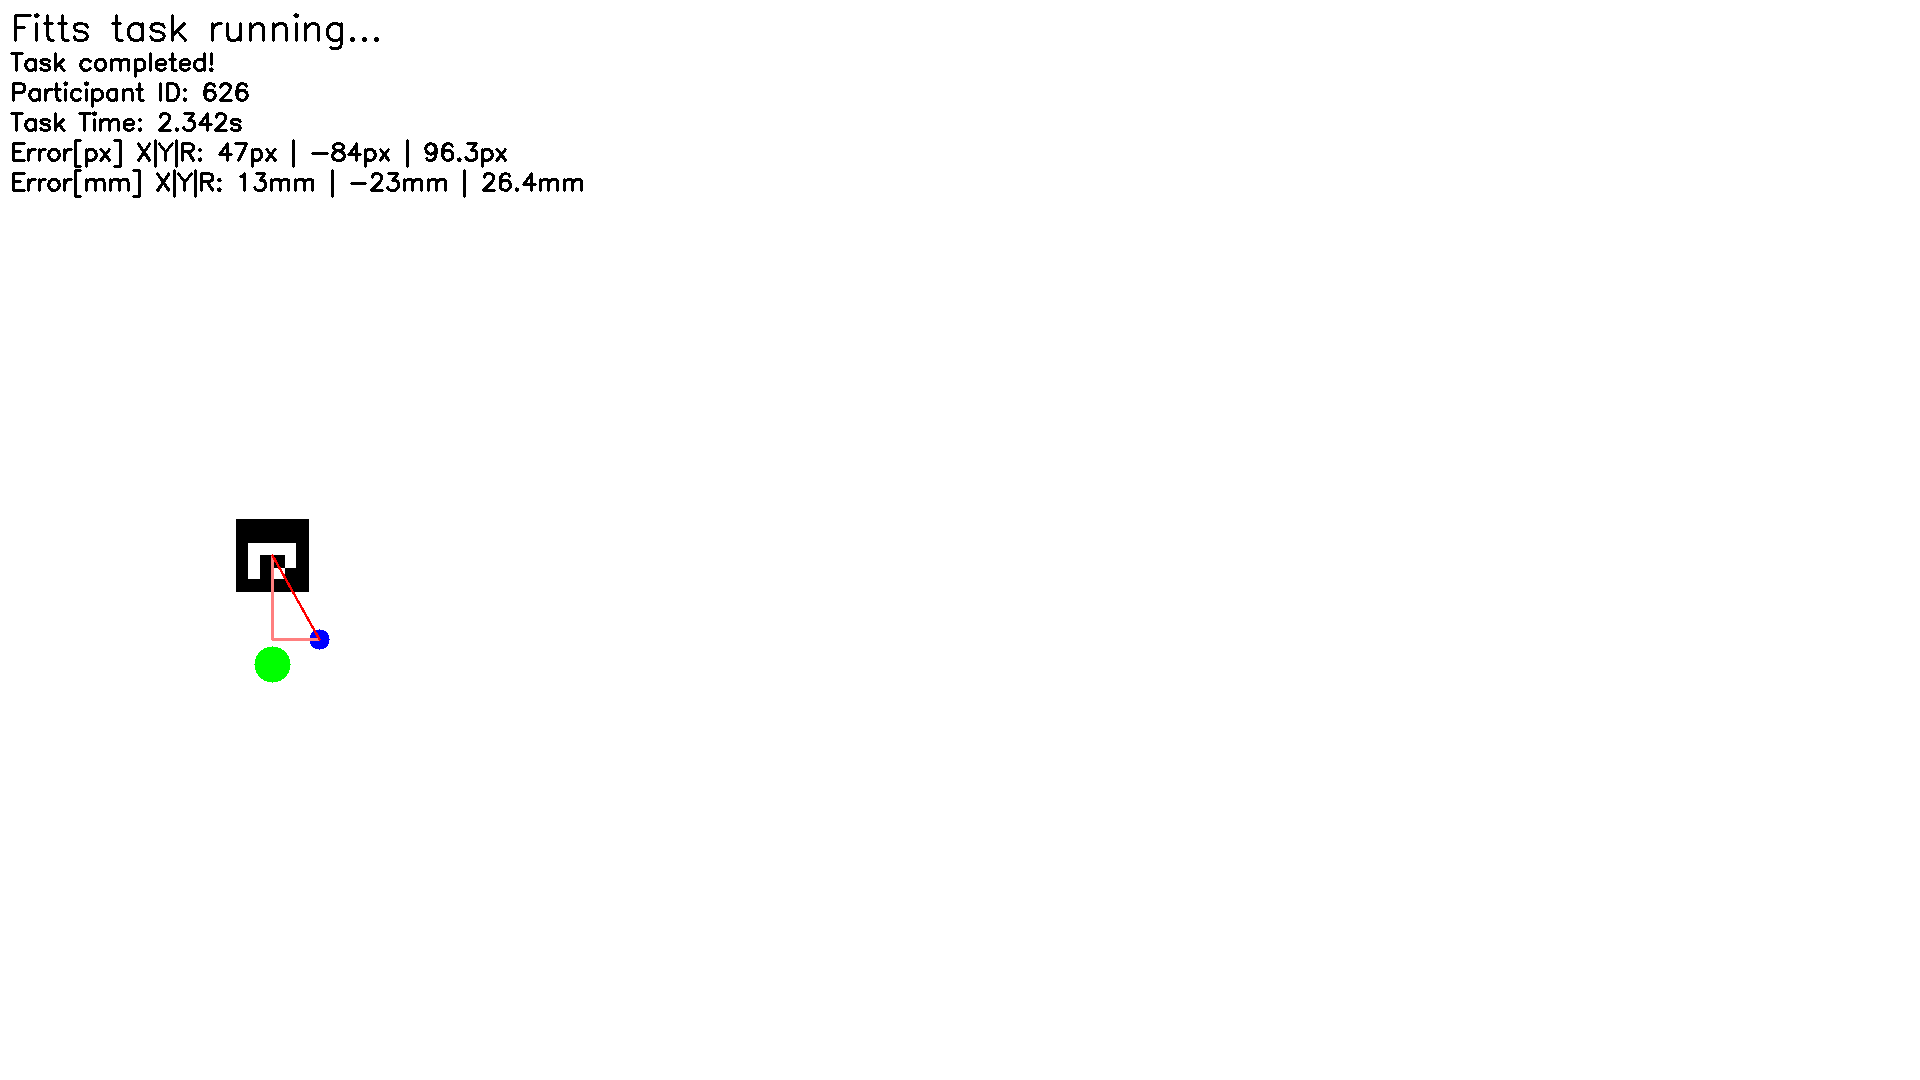 Fitts task running...
Task completed!
Participant ID: 626
Task Time: 2.342s
Error[px] X|Y|R: 47px | -84px | 96.3px
Error[mm] X|Y|R: 13mm | -23mm | 26.4mm